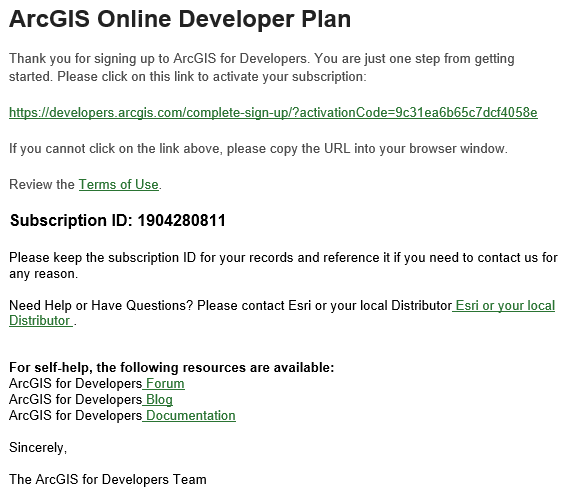 ArcGIS Online Developer Plan
Thank you for signing up to ArcGIS for Developers. You are just one step from getting
started. Please click on this link to activate your subscription:
https://developers.arcgis.com/complete-sign-up/?activationCode=9c31ea6b65c7dcf4058e
If you cannot click on the link above, please copy the URL into your browser window.
Review the Terms of Use.
Subscription ID: 1904280811
Please keep the subscription ID for your records and reference it if you need to contact us for
any reason.
Need Help or Have Questions? Please contact Esri or your local Distributor Esri or your local
Distributor .
For self-help, the following resources are available:
ArcGIS for Developers Forum
ArcGIS for Developers Blog
ArcGIS for Developers Documentation
Sincerely,
The ArcGIS for Developers Team